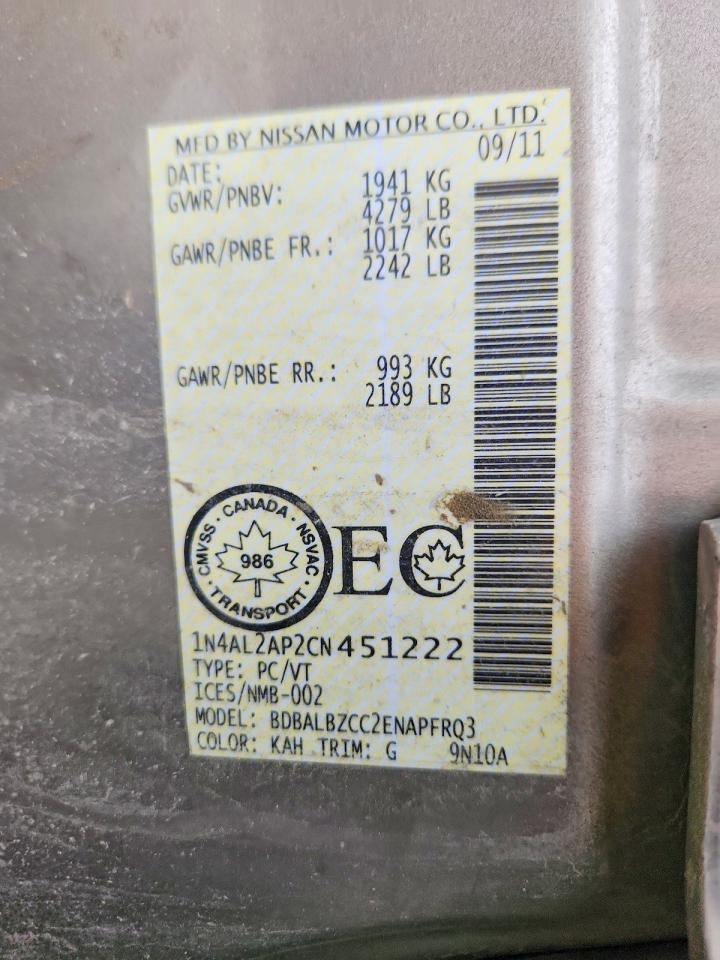 MFD BY NISSAN MOTOR CO., LTD.
DATE: 09/11
GVWR/PNBV: 1941 KG
4279 LB
GAWR/PNBE FR.: 1017 KG
2242 LB
GAWR/PNBE RR.: 993 KG
2189 LB
CMVSS · CANADA · NSVAC · TRANSPORT ·
986
EC
1N4AL2AP2CN451222
TYPE: PC/VT
ICES/NMB-002
MODEL: BDBALBZCC2ENAPFRQ3
COLOR: KAH TRIM: G 9N10A